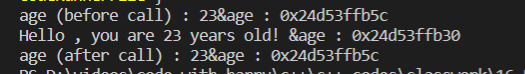 age (before call) : 23&age : 0x24d53ffb5c
Hello , you are 23 years old! &age : 0x24d53ffb30
age (after call) : 23&age : 0x24d53ffb5c